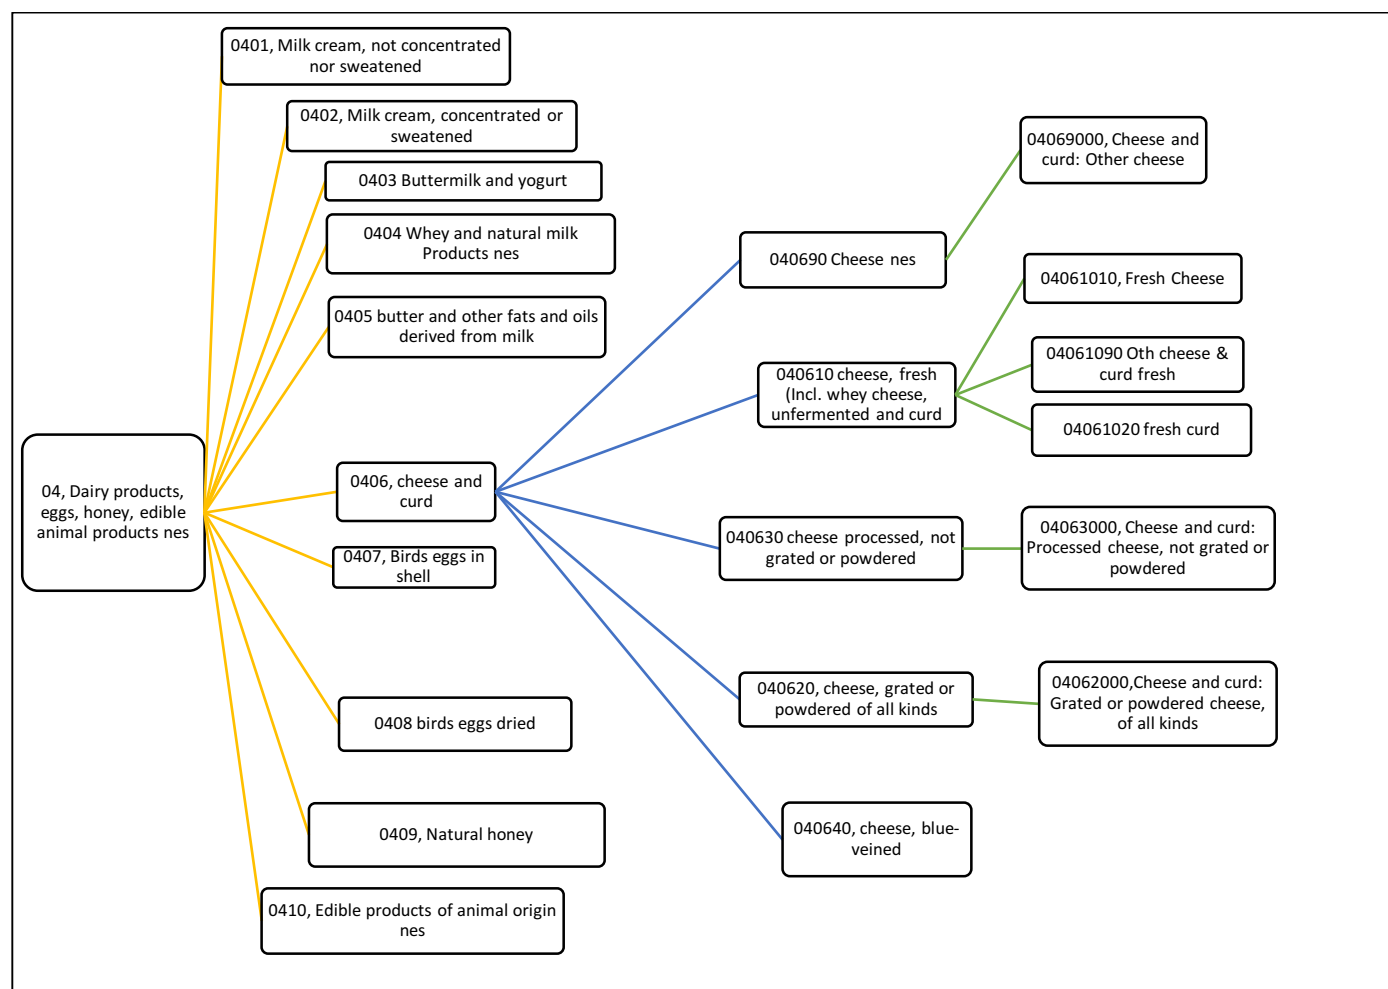 0401, Milk cream, not concentrated
nor sweatened
0402, Milk cream, concentrated or
sweatened
0403 Buttermilk and yogurt
0404 Whey and natural milk
Products nes
0405 butter and other fats and oils
derived from milk
04, Dairy products,
eggs, honey, edible
animal products nes
0406, cheese and
curd
0407, Birds eggs in
shell
0408 birds eggs dried
0409, Natural honey
0410, Edible products of animal origin
nes
040690 Cheese nes
040610 cheese, fresh
(Incl. whey cheese,
unfermented and curd
040630 cheese processed, not
grated or powdered
040620, cheese, grated or
powdered of all kinds
040640, cheese, blue-
veined
04069000, Cheese and
curd: Other cheese
04061010, Fresh Cheese
04061090 Oth cheese &
curd fresh
04061020 fresh curd
04063000, Cheese and curd:
Processed cheese, not grated or
powdered
04062000,Cheese and curd:
Grated or powdered cheese,
of all kinds